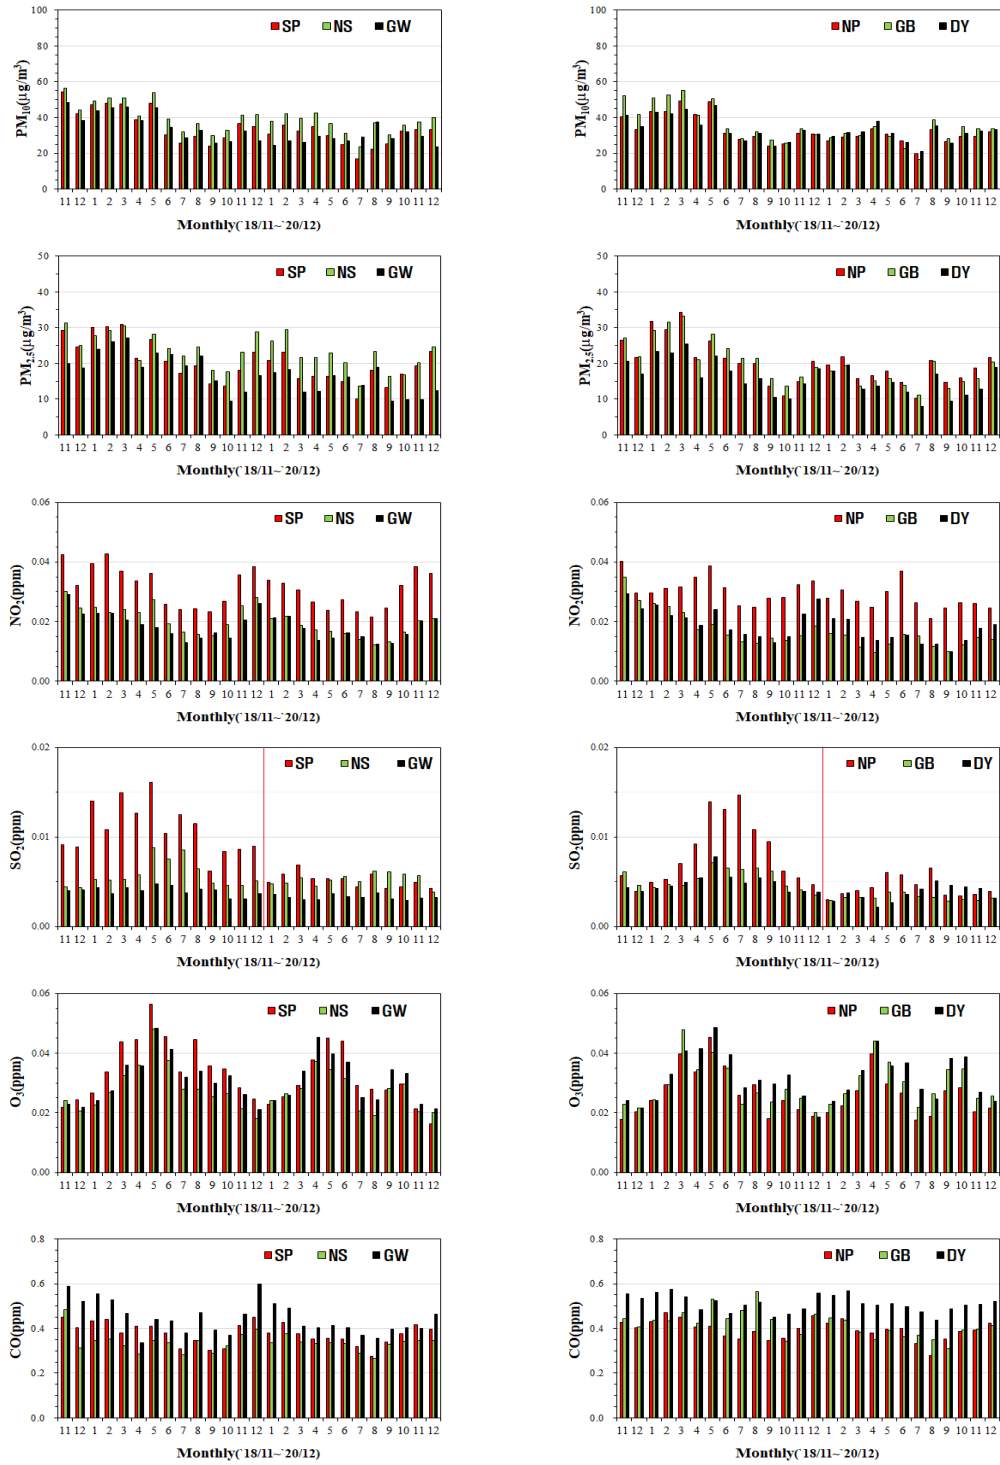 PM₁₀(μg/m³)
SP NS GW
100
80
60
40
20
0
11 12 1 2 3 4 5 6 7 8 9 10 11 12 1 2 3 4 5 6 7 8 9 10 11 12
Monthly(`18/11~`20/12)
PM₁₀(μg/m³)
NP GB DY
100
80
60
40
20
0
11 12 1 2 3 4 5 6 7 8 9 10 11 12 1 2 3 4 5 6 7 8 9 10 11 12
Monthly(`18/11~`20/12)
PM₂.₅(μg/m³)
SP NS GW
50
40
30
20
10
0
11 12 1 2 3 4 5 6 7 8 9 10 11 12 1 2 3 4 5 6 7 8 9 10 11 12
Monthly(`18/11~`20/12)
PM₂.₅(μg/m³)
NP GB DY
50
40
30
20
10
0
11 12 1 2 3 4 5 6 7 8 9 10 11 12 1 2 3 4 5 6 7 8 9 10 11 12
Monthly(`18/11~`20/12)
NO₂(ppm)
SP NS GW
0.06
0.04
0.02
0.00
11 12 1 2 3 4 5 6 7 8 9 10 11 12 1 2 3 4 5 6 7 8 9 10 11 12
Monthly(`18/11~`20/12)
NO₂(ppm)
NP GB DY
0.06
0.04
0.02
0.00
11 12 1 2 3 4 5 6 7 8 9 10 11 12 1 2 3 4 5 6 7 8 9 10 11 12
Monthly(`18/11~`20/12)
SO₂(ppm)
SP NS GW
0.02
0.01
0.00
11 12 1 2 3 4 5 6 7 8 9 10 11 12 1 2 3 4 5 6 7 8 9 10 11 12
Monthly(`18/11~`20/12)
SO₂(ppm)
NP GB DY
0.02
0.01
0.00
11 12 1 2 3 4 5 6 7 8 9 10 11 12 1 2 3 4 5 6 7 8 9 10 11 12
Monthly(`18/11~`20/12)
O₃(ppm)
SP NS GW
0.06
0.04
0.02
0.00
11 12 1 2 3 4 5 6 7 8 9 10 11 12 1 2 3 4 5 6 7 8 9 10 11 12
Monthly(`18/11~`20/12)
O₃(ppm)
NP GB DY
0.06
0.04
0.02
0.00
11 12 1 2 3 4 5 6 7 8 9 10 11 12 1 2 3 4 5 6 7 8 9 10 11 12
Monthly(`18/11~`20/12)
CO(ppm)
SP NS GW
0.8
0.6
0.4
0.2
0.0
11 12 1 2 3 4 5 6 7 8 9 10 11 12 1 2 3 4 5 6 7 8 9 10 11 12
Monthly(`18/11~`20/12)
CO(ppm)
NP GB DY
0.8
0.6
0.4
0.2
0.0
11 12 1 2 3 4 5 6 7 8 9 10 11 12 1 2 3 4 5 6 7 8 9 10 11 12
Monthly(`18/11~`20/12)